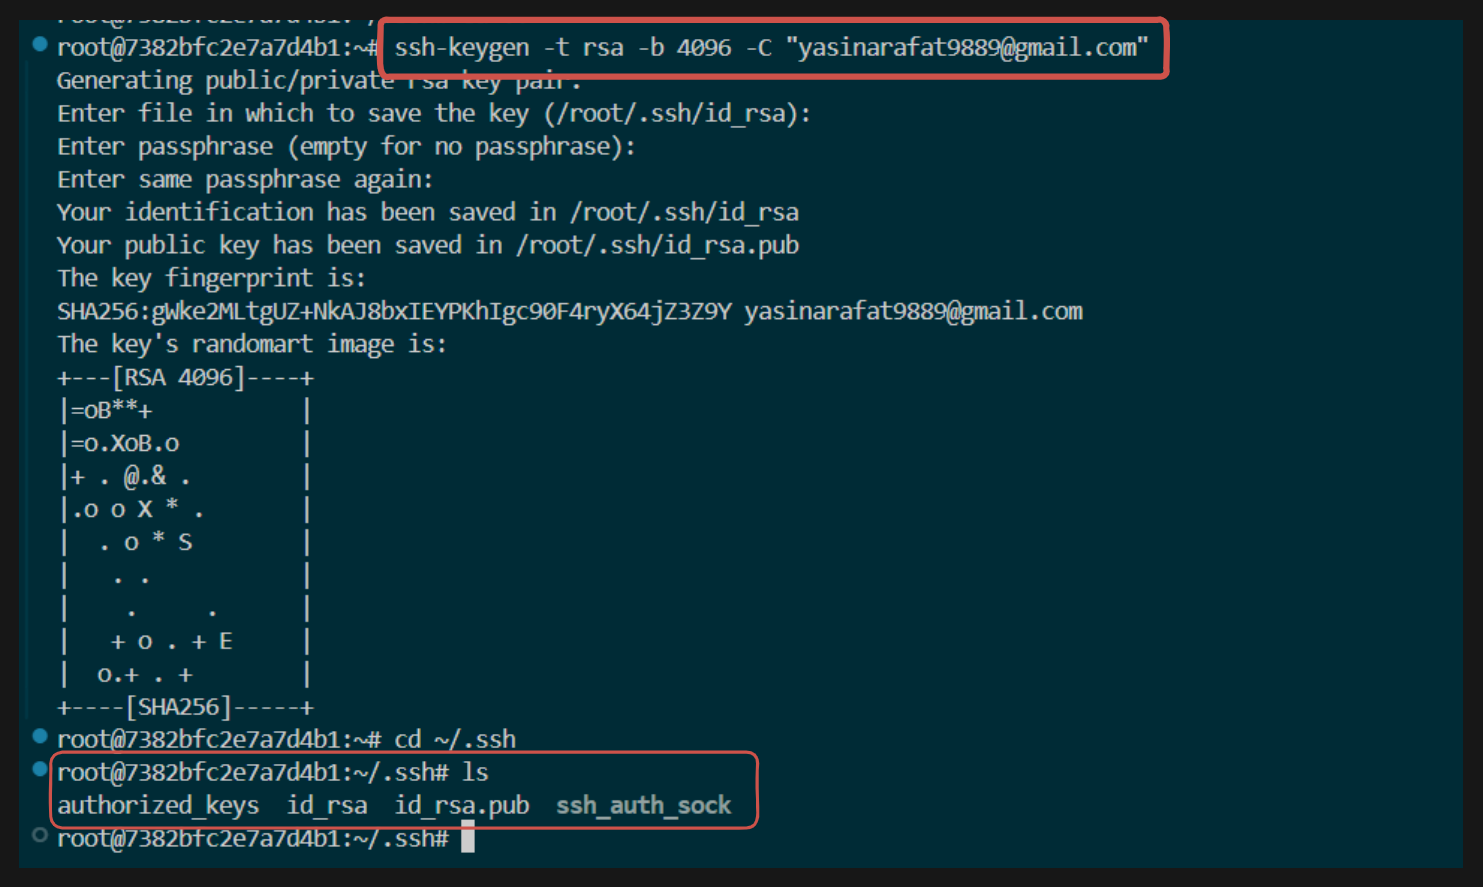 root@7382bfc2e7a7d4b1:~# ssh-keygen -t rsa -b 4096 -C "yasinarafat9889@gmail.com"
Generating public/private rsa key pair.
Enter file in which to save the key (/root/.ssh/id_rsa):
Enter passphrase (empty for no passphrase):
Enter same passphrase again:
Your identification has been saved in /root/.ssh/id_rsa
Your public key has been saved in /root/.ssh/id_rsa.pub
The key fingerprint is:
SHA256:gWke2MLtgUZ+NkAJ8bxIEYPKhIgc90F4ryX64jZ3Z9Y yasinarafat9889@gmail.com
The key's randomart image is:
+---[RSA 4096]----+
|=oB**+           |
|=o.XoB.o         |
|+ . @.& .        |
|.o o X * .       |
|  . o * S        |
|   . .           |
|    .     .      |
|   + o . + E     |
|  o.+ . +        |
+----[SHA256]-----+
root@7382bfc2e7a7d4b1:~# cd ~/.ssh
root@7382bfc2e7a7d4b1:~/.ssh# ls
authorized_keys  id_rsa  id_rsa.pub  ssh_auth_sock
root@7382bfc2e7a7d4b1:~/.ssh#